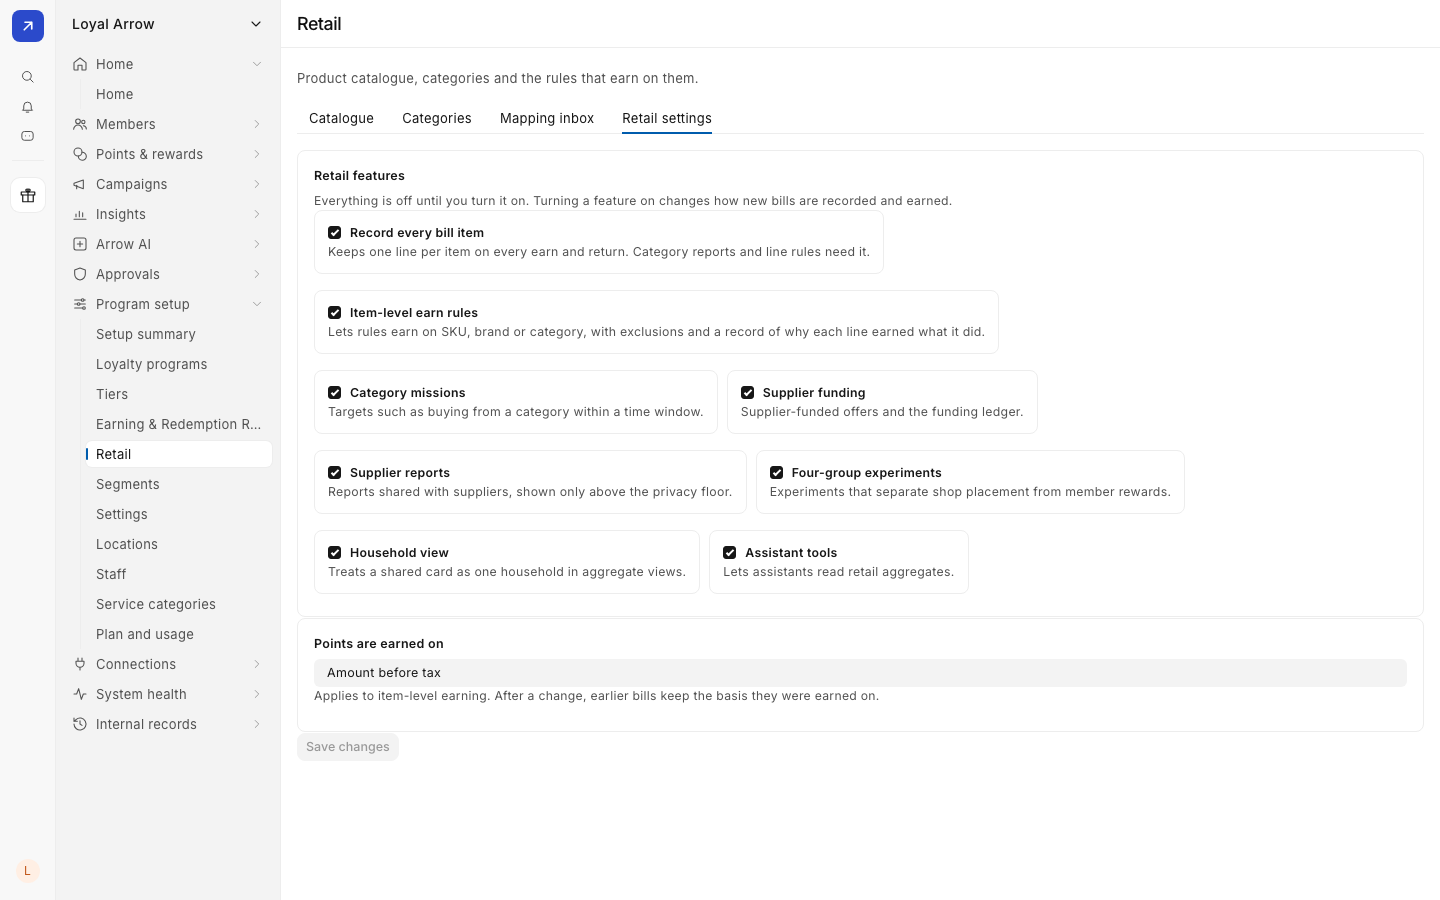 Loyal Arrow
Home
Home
Members
Points & rewards
Campaigns
Insights
Arrow AI
Approvals
Program setup
Setup summary
Loyalty programs
Tiers
Earning & Redemption R...
Retail
Segments
Settings
Locations
Staff
Service categories
Plan and usage
Connections
System health
Internal records
L
Retail
Product catalogue, categories and the rules that earn on them.
Catalogue Categories Mapping inbox Retail settings
Retail features
Everything is off until you turn it on. Turning a feature on changes how new bills are recorded and earned.
Record every bill item
Keeps one line per item on every earn and return. Category reports and line rules need it.
Item-level earn rules
Lets rules earn on SKU, brand or category, with exclusions and a record of why each line earned what it did.
Category missions
Targets such as buying from a category within a time window.
Supplier funding
Supplier-funded offers and the funding ledger.
Supplier reports
Reports shared with suppliers, shown only above the privacy floor.
Four-group experiments
Experiments that separate shop placement from member rewards.
Household view
Treats a shared card as one household in aggregate views.
Assistant tools
Lets assistants read retail aggregates.
Points are earned on
Amount before tax
Applies to item-level earning. After a change, earlier bills keep the basis they were earned on.
Save changes